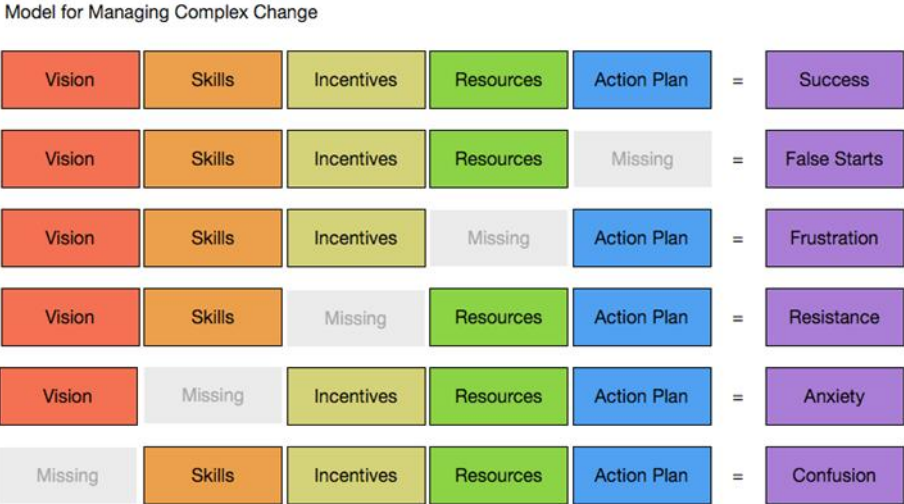 Model for Managing Complex Change
Vision Skills Incentives Resources Action Plan = Success
Vision Skills Incentives Resources Missing = False Starts
Vision Skills Incentives Missing Action Plan = Frustration
Vision Skills Missing Resources Action Plan = Resistance
Vision Missing Incentives Resources Action Plan = Anxiety
Missing Skills Incentives Resources Action Plan = Confusion